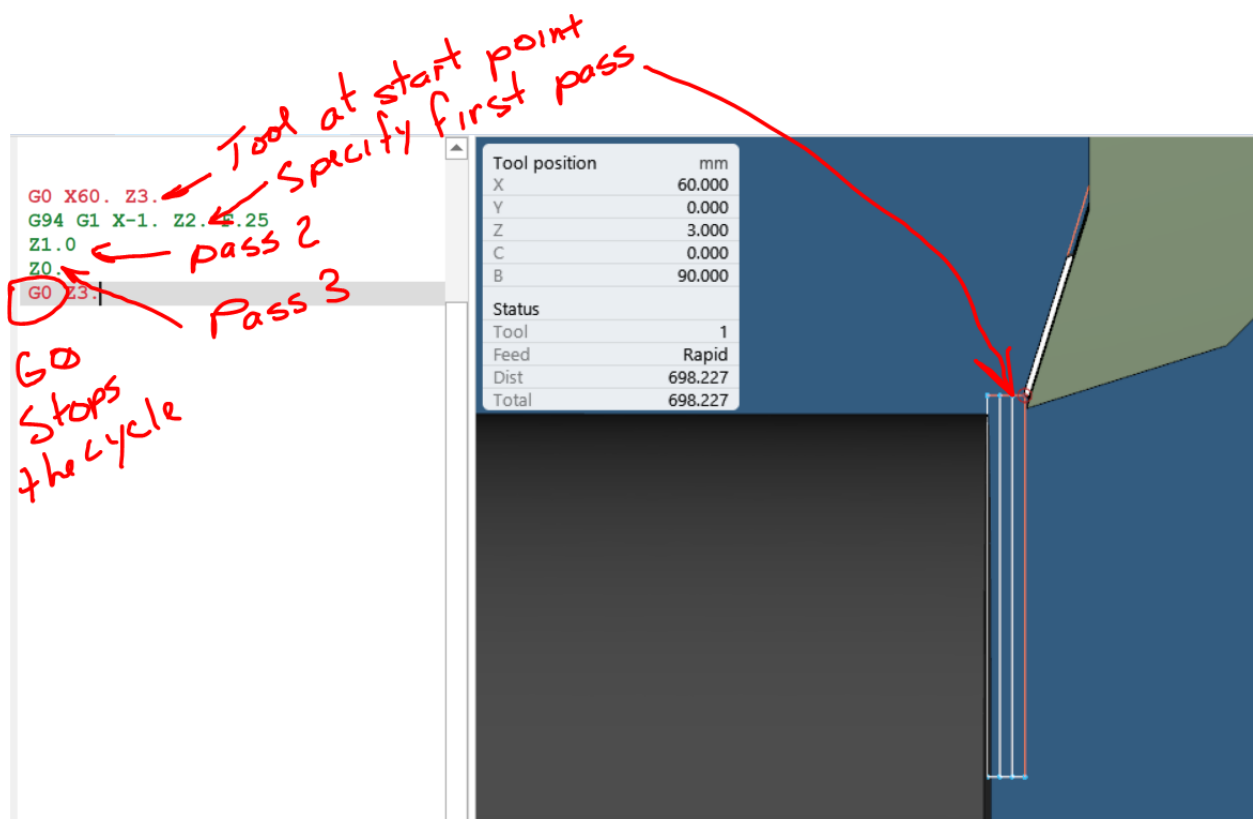 Tool at start point
Specify first pass
G0 X60. Z3.
G94 G1 X-1. Z2. F.25
Z1.0
Z0.
G0 Z3.
pass 2
Pass 3
G0
Stops
the cycle
Tool position mm
X 60.000
Y 0.000
Z 3.000
C 0.000
B 90.000
Status
Tool 1
Feed Rapid
Dist 698.227
Total 698.227